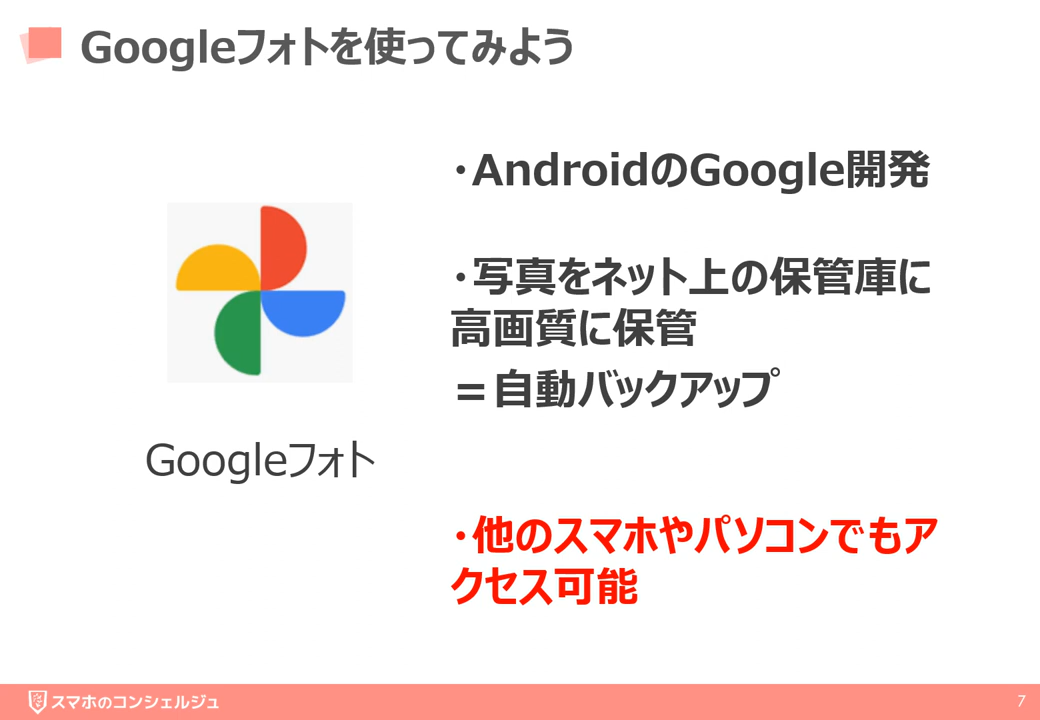 Googleフォトを使ってみよう
・AndroidのGoogle開発
・写真をネット上の保管庫に
高画質に保管
＝自動バックアップ
Googleフォト
・他のスマホやパソコンでもア
クセス可能
スマホのコンシェルジュ
7